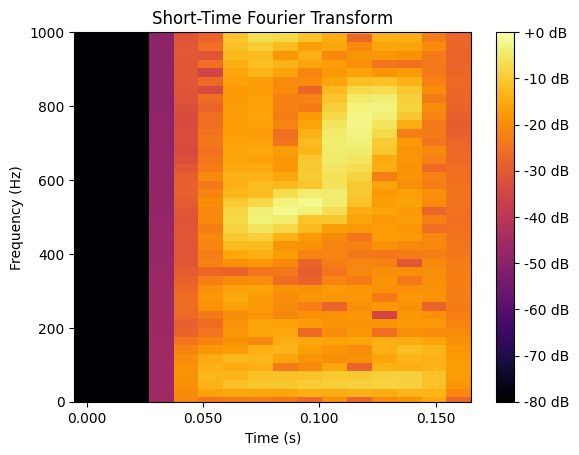 Short-Time Fourier Transform
1000
800
600
400
200
0
Frequency (Hz)
0.000
0.050
0.100
0.150
Time (s)
+0 dB
-10 dB
-20 dB
-30 dB
-40 dB
-50 dB
-60 dB
-70 dB
-80 dB